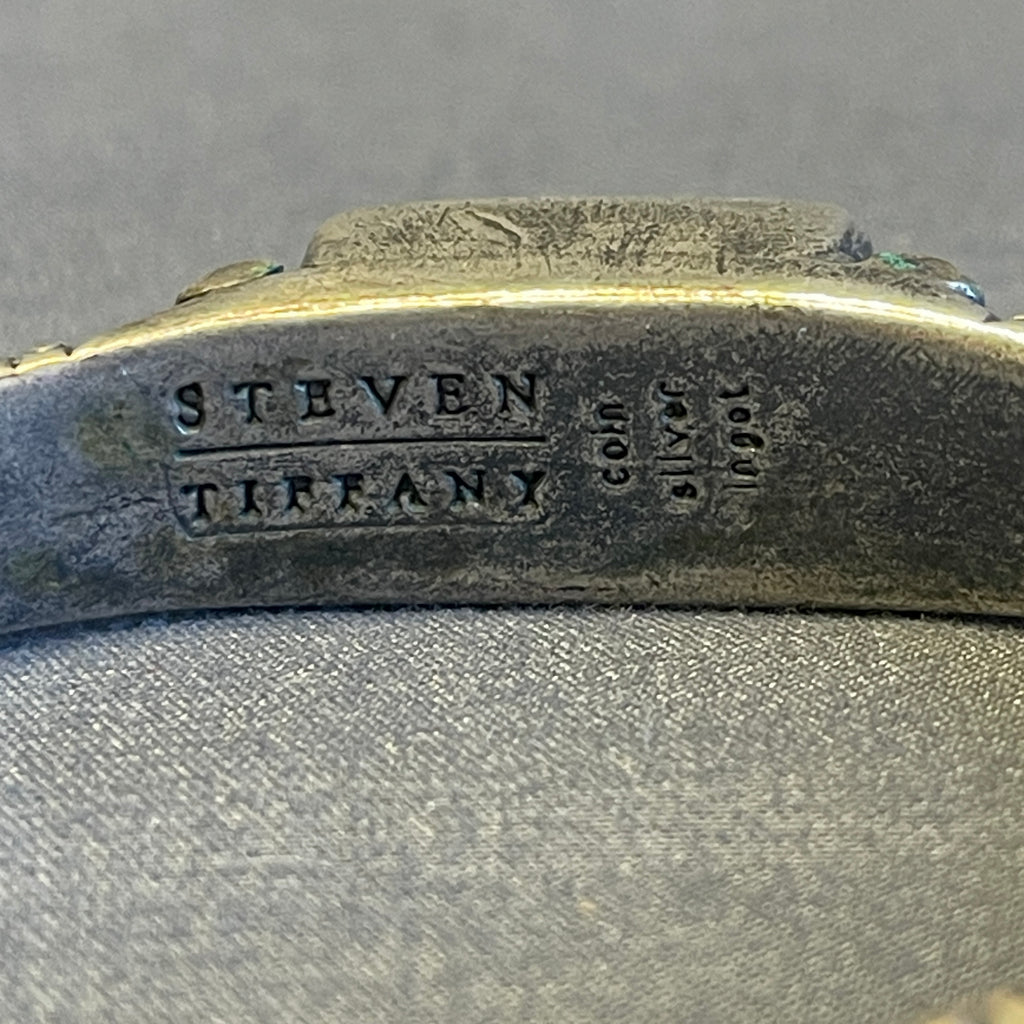 STEVEN
TIFFANY
coin
silver
ingot